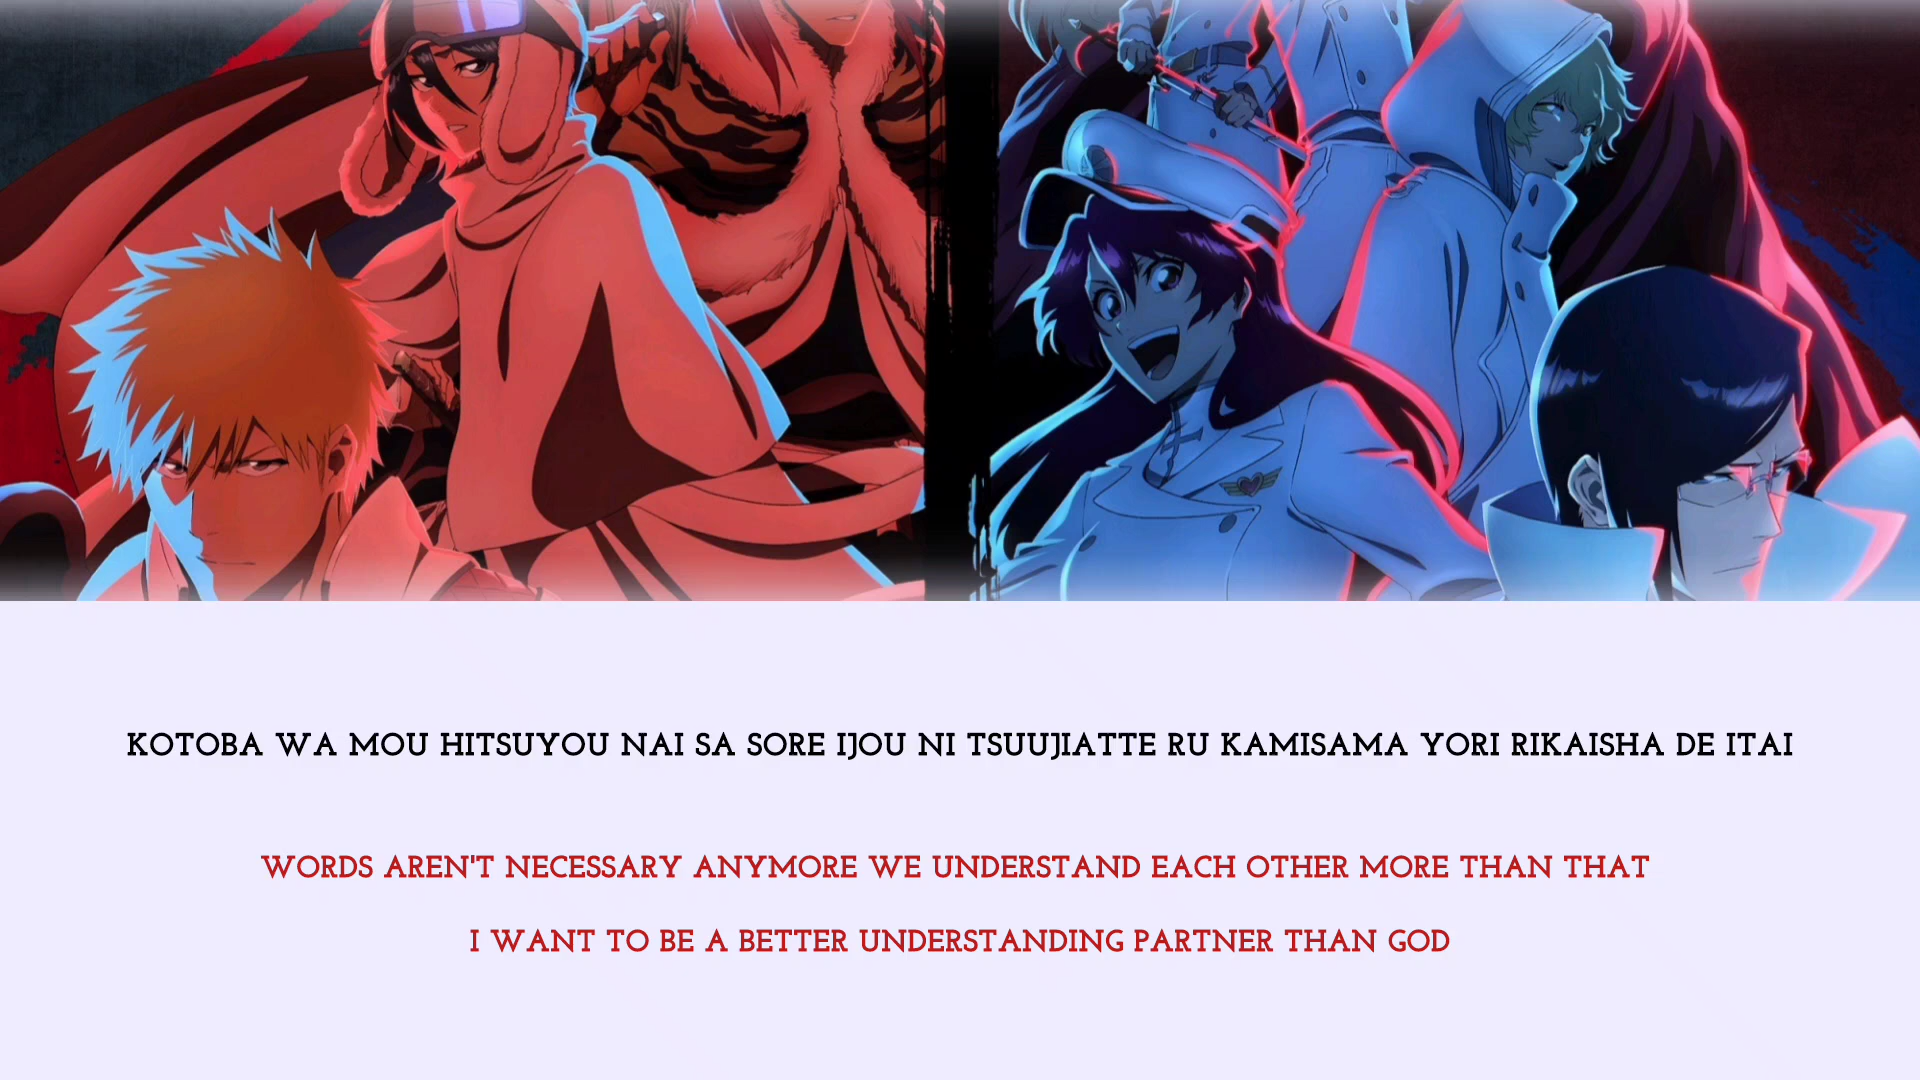 KOTOBA WA MOU HITSUYOU NAI SA SORE IJOU NI TSUUJIATTE RU KAMISAMA YORI RIKAISHA DE ITAI
WORDS AREN'T NECESSARY ANYMORE WE UNDERSTAND EACH OTHER MORE THAN THAT
I WANT TO BE A BETTER UNDERSTANDING PARTNER THAN GOD